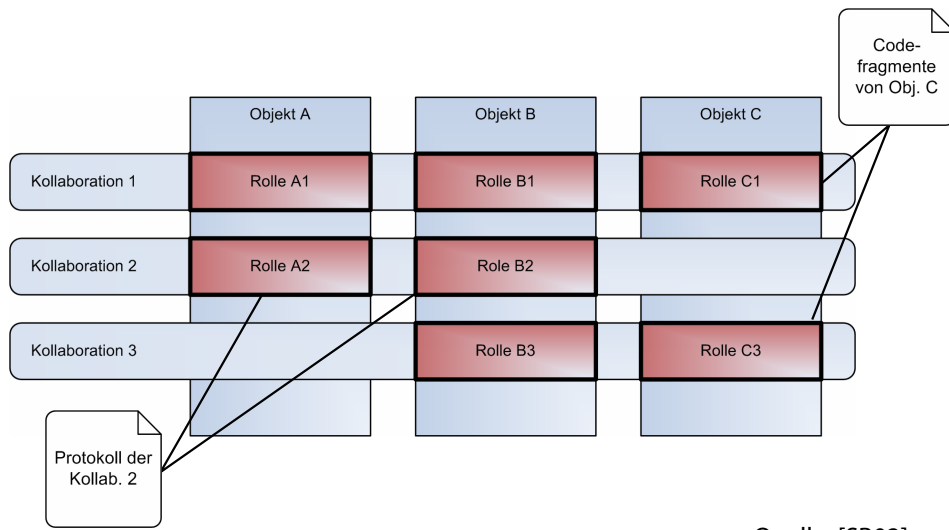 Code-
fragmente
von Obj. C
Objekt A
Objekt B
Objekt C
Kollaboration 1
Rolle A1
Rolle B1
Rolle C1
Kollaboration 2
Rolle A2
Role B2
Kollaboration 3
Rolle B3
Rolle C3
Protokoll der
Kollab. 2